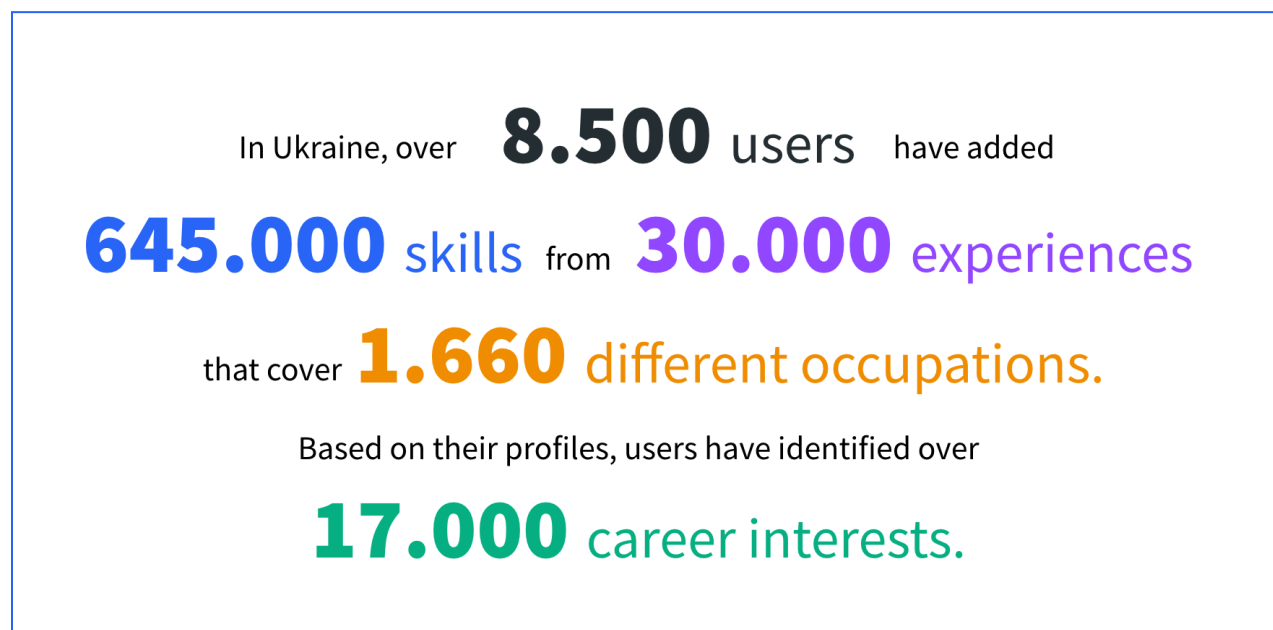 In Ukraine, over 8.500 users have added
645.000 skills from 30.000 experiences
that cover 1.660 different occupations.
Based on their profiles, users have identified over
17.000 career interests.